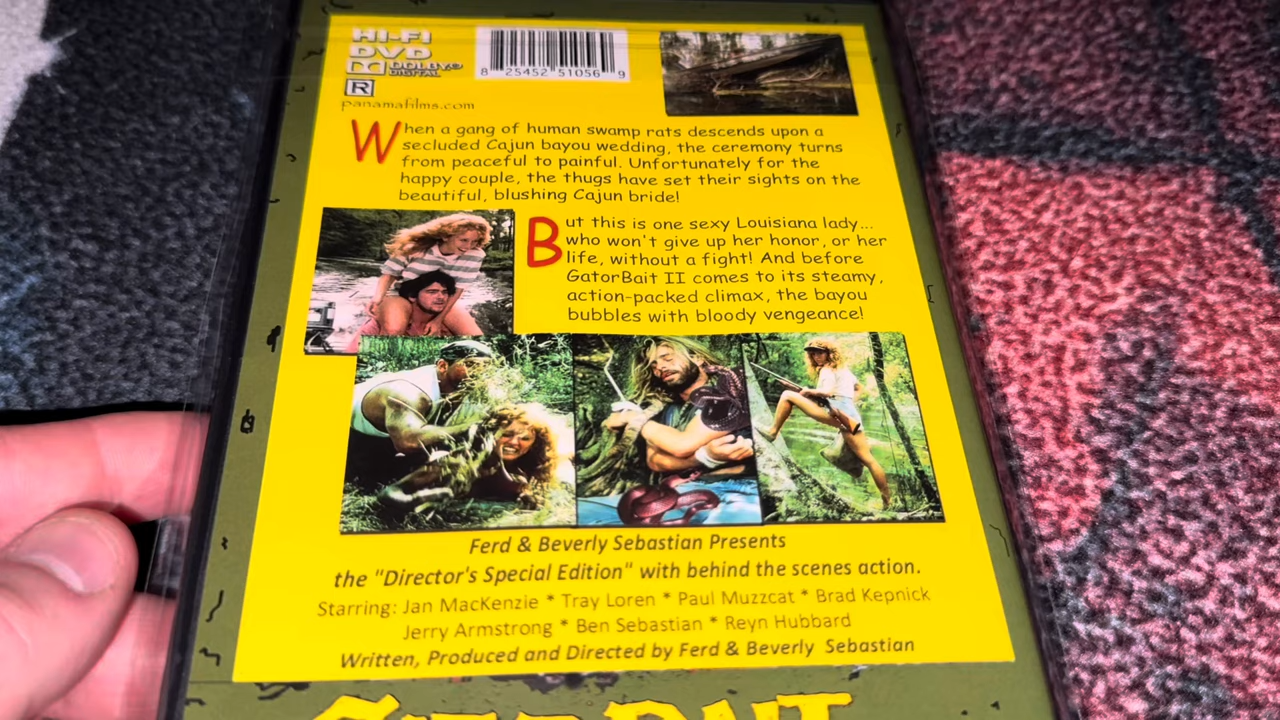 HI-FI
DVD
DOLBY®
DIGITAL
R
8 25452 51056 9
panamafilms.com
When a gang of human swamp rats descends upon a
secluded Cajun bayou wedding, the ceremony turns
from peaceful to painful. Unfortunately for the
happy couple, the thugs have set their sights on the
beautiful, blushing Cajun bride!
But this is one sexy Louisiana lady...
who won't give up her honor, or her
life, without a fight! And before
GatorBait II comes to its steamy,
action-packed climax, the bayou
bubbles with bloody vengeance!
Ferd & Beverly Sebastian Presents
the "Director's Special Edition" with behind the scenes action.
Starring: Jan MacKenzie * Tray Loren * Paul Muzzcat * Brad Kepnick
Jerry Armstrong * Ben Sebastian * Reyn Hubbard
Written, Produced and Directed by Ferd & Beverly Sebastian